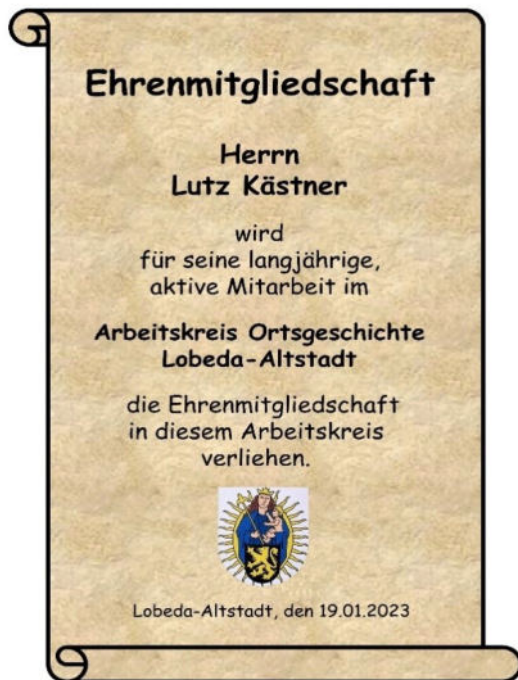 Ehrenmitgliedschaft
Herrn
Lutz Kästner
wird
für seine langjährige,
aktive Mitarbeit im
Arbeitskreis Ortsgeschichte
Lobeda-Altstadt
die Ehrenmitgliedschaft
in diesem Arbeitskreis
verliehen.
Lobeda-Altstadt, den 19.01.2023